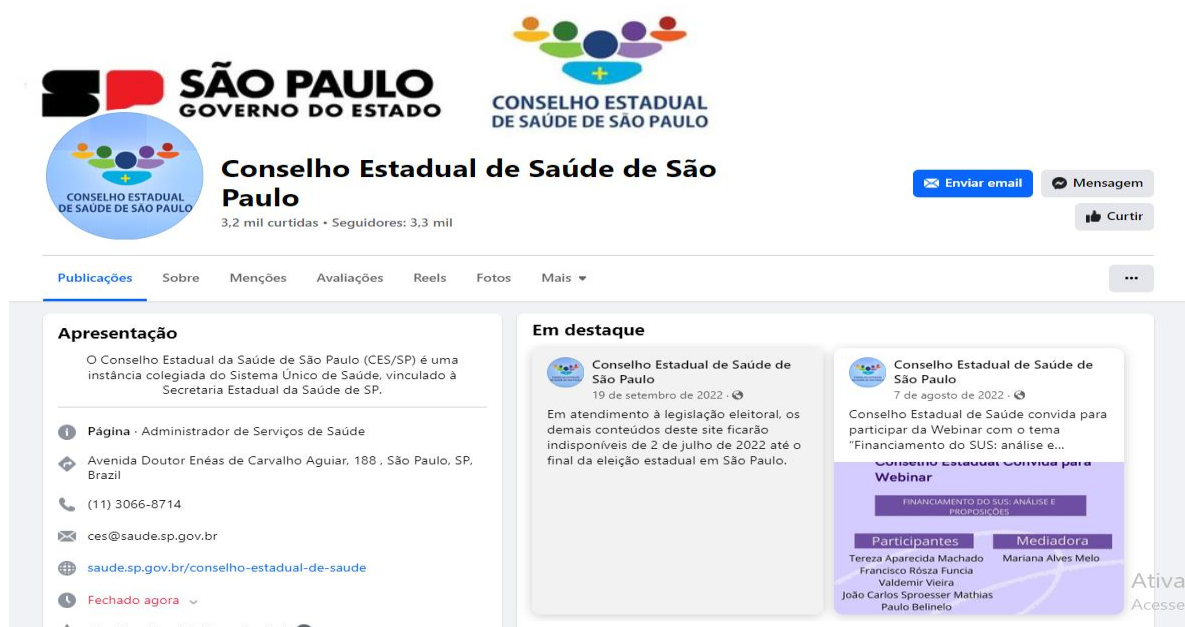 SÃO PAULO
GOVERNO DO ESTADO
CONSELHO ESTADUAL
DE SAÚDE DE SÃO PAULO
CONSELHO ESTADUAL
DE SAÚDE DE SÃO PAULO
Conselho Estadual de Saúde de São
Paulo
3,2 mil curtidas • Seguidores: 3,3 mil
Enviar email
Mensagem
Curtir
Publicações Sobre Menções Avaliações Reels Fotos Mais
Apresentação
O Conselho Estadual da Saúde de São Paulo (CES/SP) é uma
instância colegiada do Sistema Único de Saúde, vinculado à
Secretaria Estadual da Saúde de SP.
Página · Administrador de Serviços de Saúde
Avenida Doutor Enéas de Carvalho Aguiar, 188 , São Paulo, SP,
Brazil
(11) 3066-8714
ces@saude.sp.gov.br
saude.sp.gov.br/conselho-estadual-de-saude
Fechado agora
Em destaque
Conselho Estadual de Saúde de
São Paulo
19 de setembro de 2022 ·
Em atendimento à legislação eleitoral, os
demais conteúdos deste site ficarão
indisponíveis de 2 de julho de 2022 até o
final da eleição estadual em São Paulo.
Conselho Estadual de Saúde de
São Paulo
7 de agosto de 2022 ·
Conselho Estadual de Saúde convida para
participar da Webinar com o tema
"Financiamento do SUS: análise e...
Conselho Estadual Convida para
Webinar
FINANCIAMENTO DO SUS: ANÁLISE E
PROPOSIÇÕES
Participantes
Tereza Aparecida Machado
Francisco Rósza Funcia
Valdemir Vieira
João Carlos Sproesser Mathias
Paulo Belinelo
Mediadora
Mariana Alves Melo
Ativa
Acesse